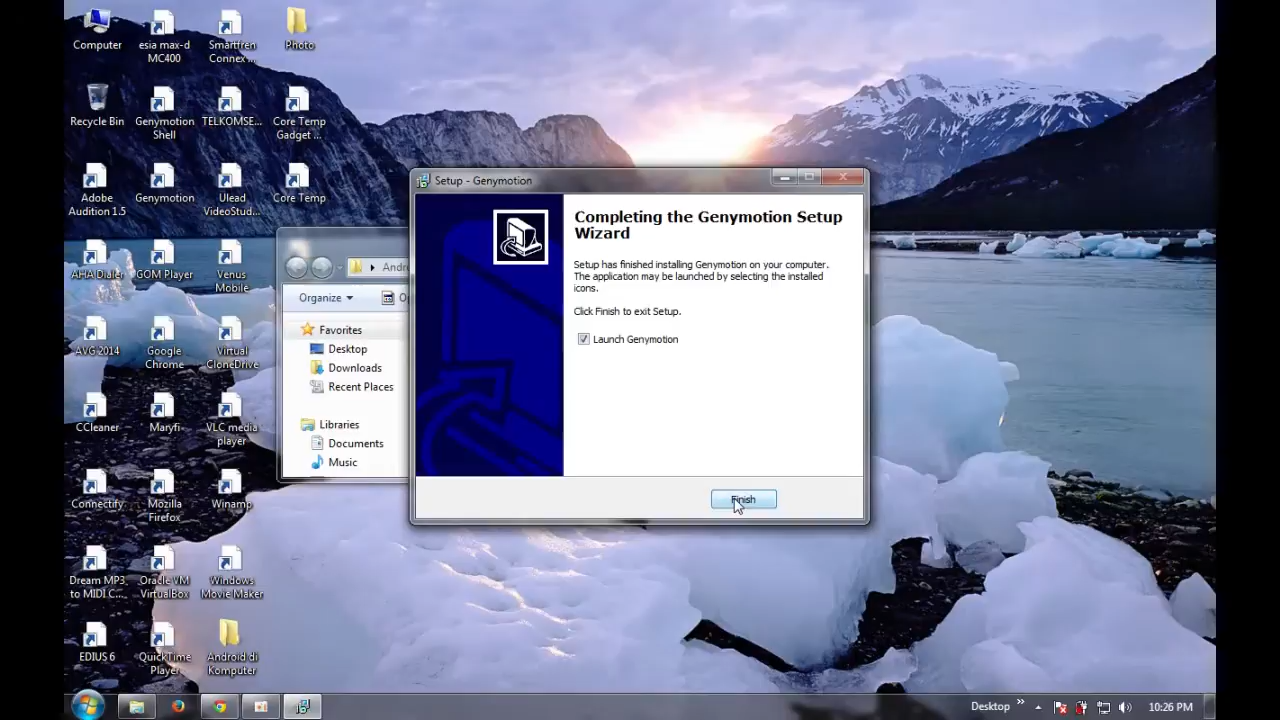 Computer
esia max-d
MC400
Smartfren
Connex ...
Photo
Recycle Bin
Genymotion
Shell
TELKOMSE...
Core Temp
Gadget ...
Adobe
Audition 1.5
Genymotion
Ulead
VideoStud...
Core Temp
AHA Dialer
GOM Player
Venus
Mobile
AVG 2014
Google
Chrome
Virtual
CloneDrive
CCleaner
Maryfi
VLC media
player
Connectify
Mozilla
Firefox
Winamp
Dream MP3
to MIDI C...
Oracle VM
VirtualBox
Windows
Movie Maker
EDIUS 6
QuickTime
Player
Android di
Komputer
Andro
Organize
Op
Favorites
Desktop
Downloads
Recent Places
Libraries
Documents
Music
Setup - Genymotion
Completing the Genymotion Setup
Wizard
Setup has finished installing Genymotion on your computer.
The application may be launched by selecting the installed
icons.
Click Finish to exit Setup.
Launch Genymotion
Finish
Desktop
10:26 PM